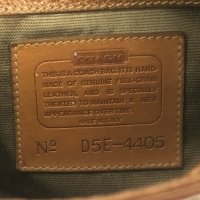 COACH
THIS IS A COACH BAG. IT IS HAND-
MADE OF GENUINE FULL-GRAIN
LEATHER, AND IS SPECIALLY
TREATED TO MAINTAIN A NEW
APPEARANCE OVER TIME.
No D5E-4405